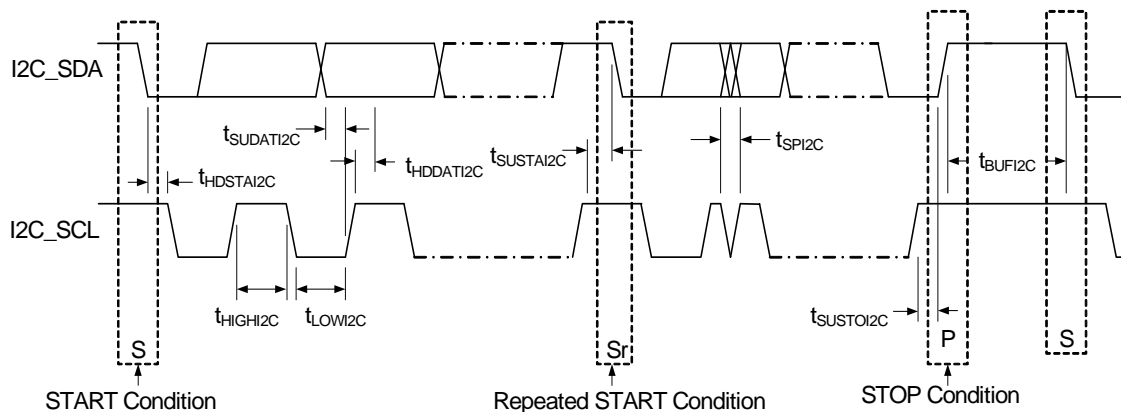 I2C_SDA
tSUDATI2C
tHDSTAI2C
tHDDATI2C
tSUSTAI2C
tSPI2C
tBUFI2C
I2C_SCL
tHIGHI2C
tLOWI2C
tSUSTOI2C
S
Sr
P
S
START Condition
Repeated START Condition
STOP Condition